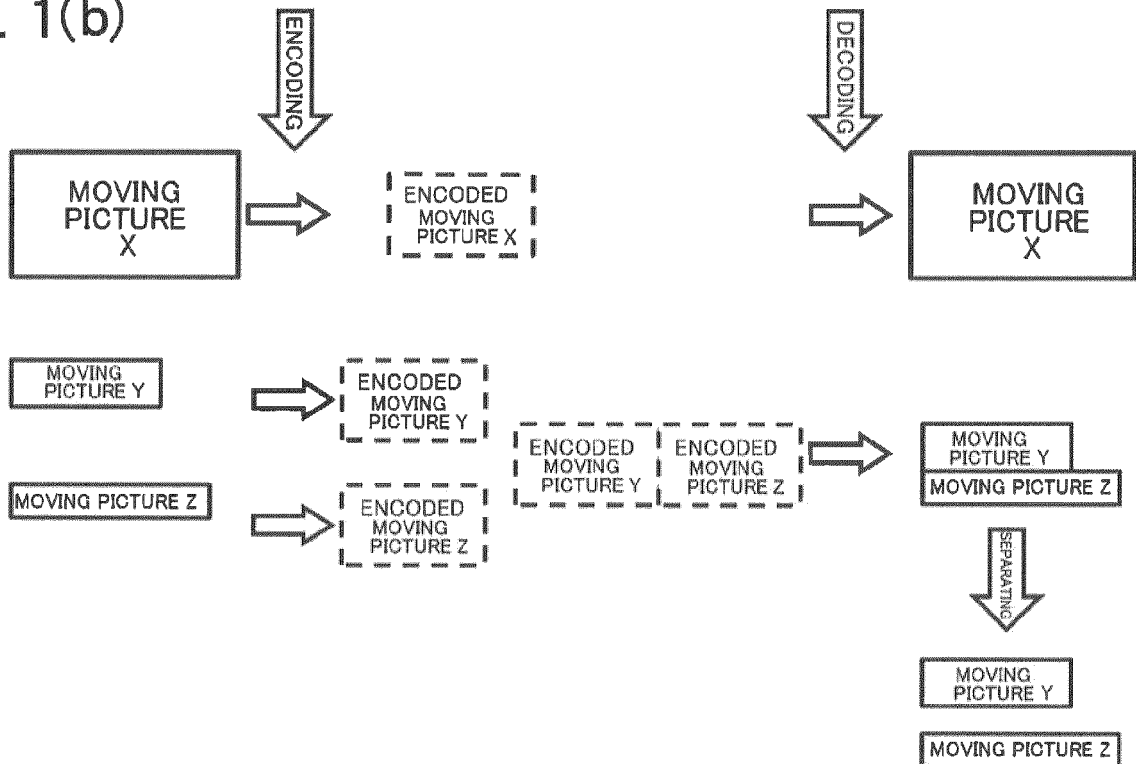 . 1(b)
ENCODING
DECODING
MOVING
PICTURE
X
ENCODED
MOVING
PICTURE X
MOVING
PICTURE
X
MOVING
PICTURE Y
ENCODED
MOVING
PICTURE Y
ENCODED
MOVING
PICTURE Y
ENCODED
MOVING
PICTURE Z
MOVING
PICTURE Y
MOVING PICTURE Z
MOVING PICTURE Z
ENCODED
MOVING
PICTURE Z
SEPARATING
MOVING
PICTURE Y
MOVING PICTURE Z